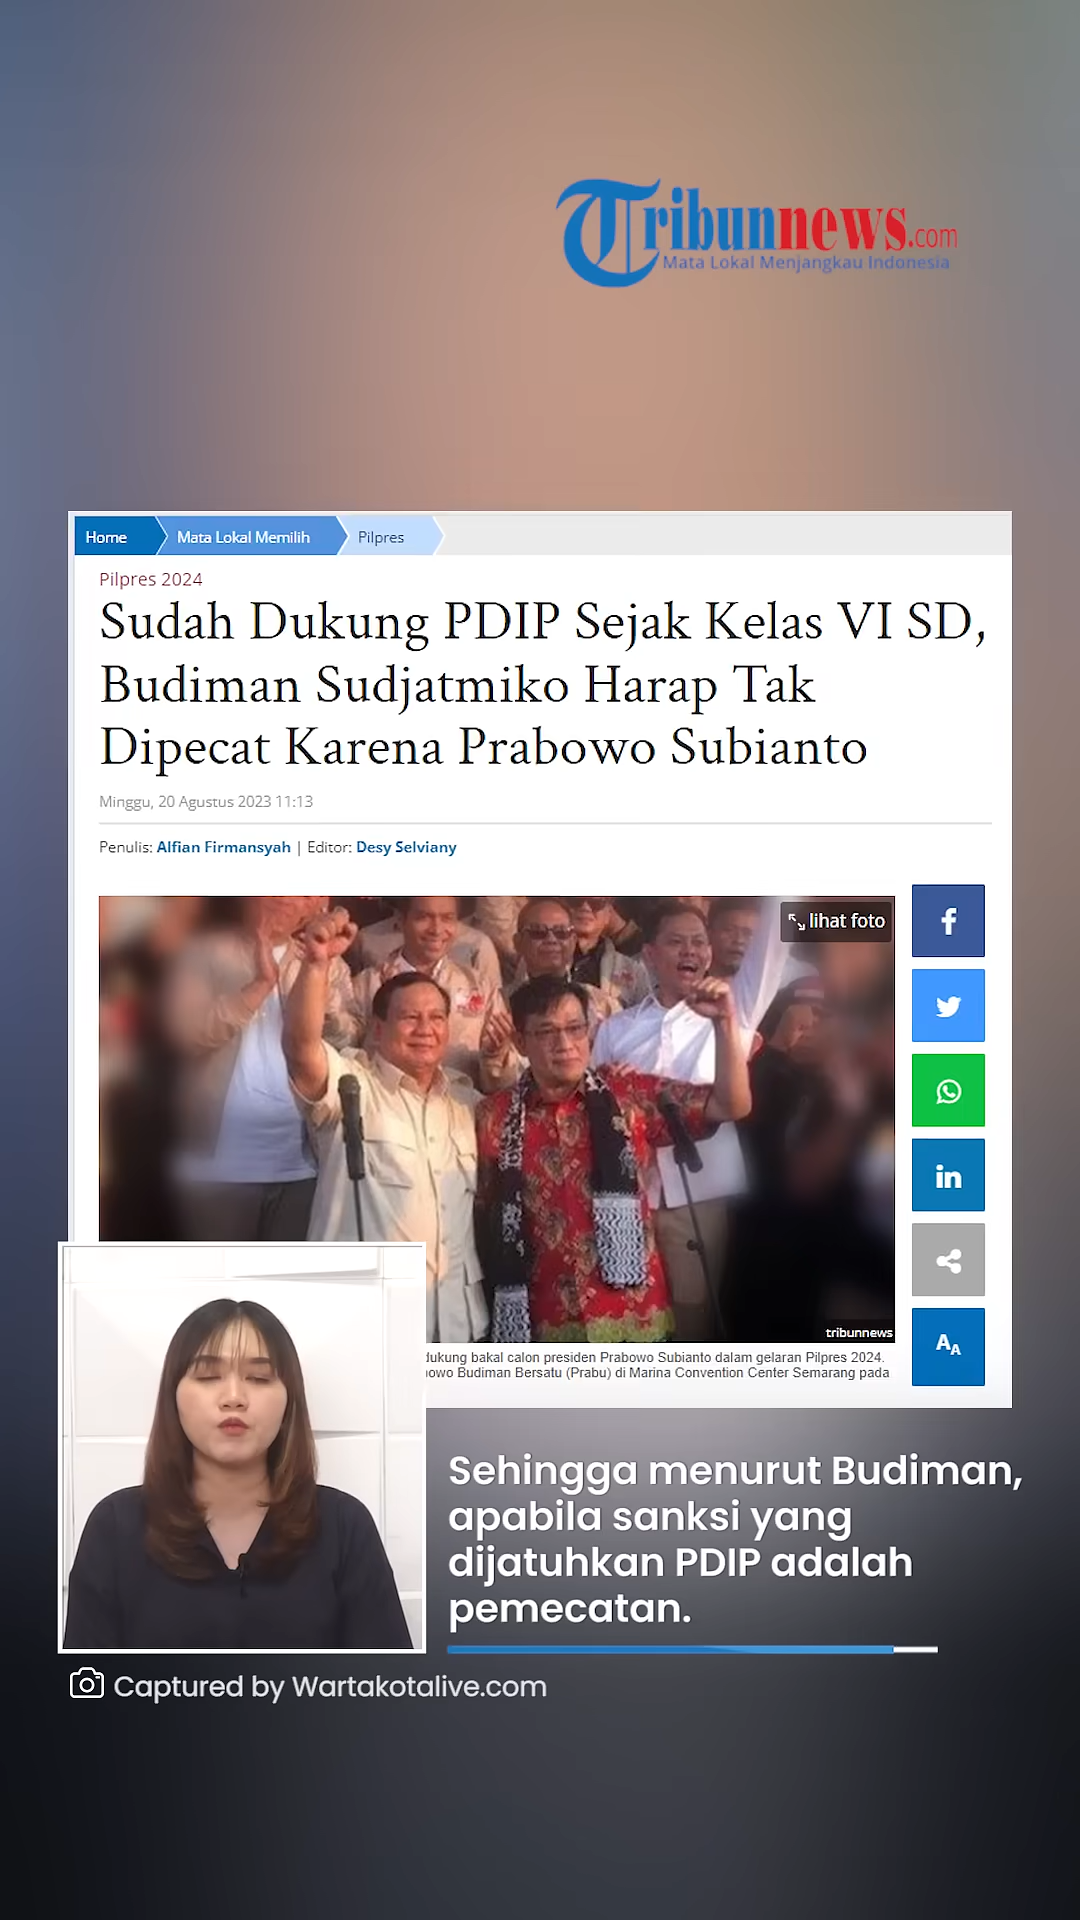 Tribunnews.com
Mata Lokal Menjangkau Indonesia
Home
Mata Lokal Memilih
Pilpres
Pilpres 2024
Sudah Dukung PDIP Sejak Kelas VI SD,
Budiman Sudjatmiko Harap Tak
Dipecat Karena Prabowo Subianto
Minggu, 20 Agustus 2023 11:13
Penulis: Alfian Firmansyah | Editor: Desy Selviany
lihat foto
f
in
tribunnews
AA
dukung bakal calon presiden Prabowo Subianto dalam gelaran Pilpres 2024.
Budiman Bersatu (Prabu) di Marina Convention Center Semarang pada
Sehingga menurut Budiman,
apabila sanksi yang
dijatuhkan PDIP adalah
pemecatan.
Captured by Wartakotalive.com